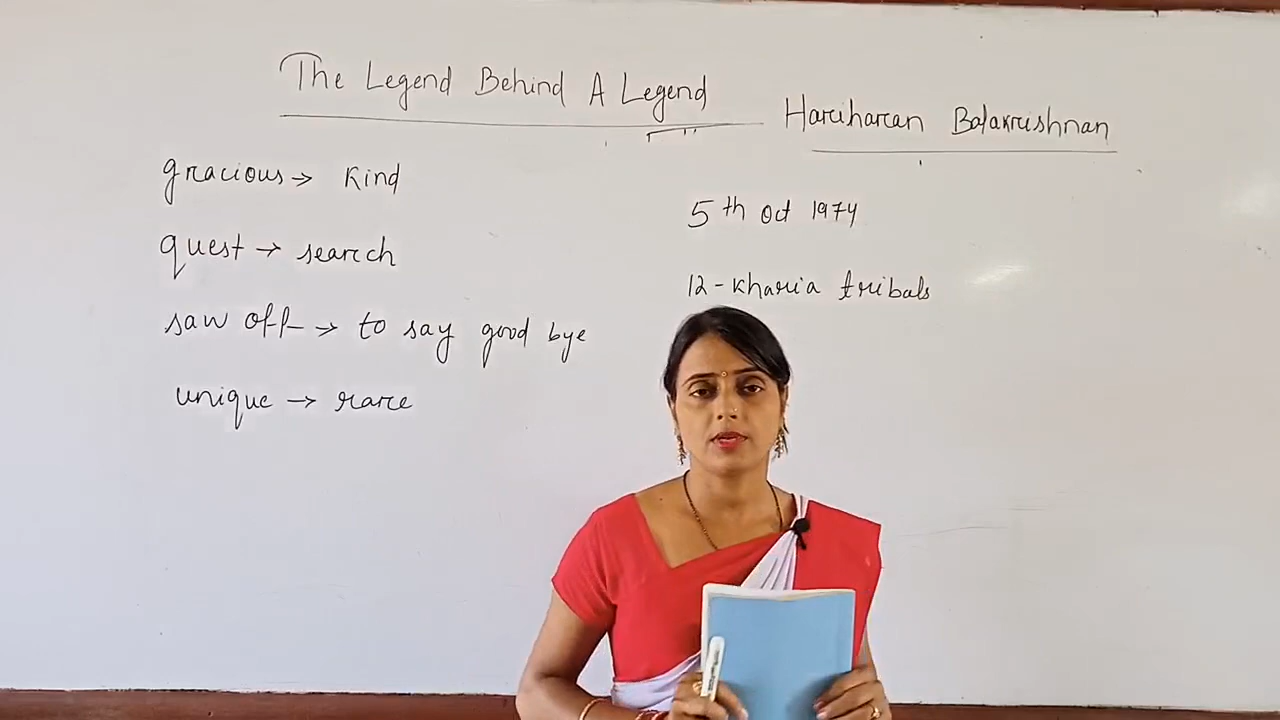 The Legend Behind A Legend
Hariharan Balakrishnan
gracious → kind
quest → search
saw off → to say good bye
unique → rare
5th Oct 1974
12 - Kharia tribals